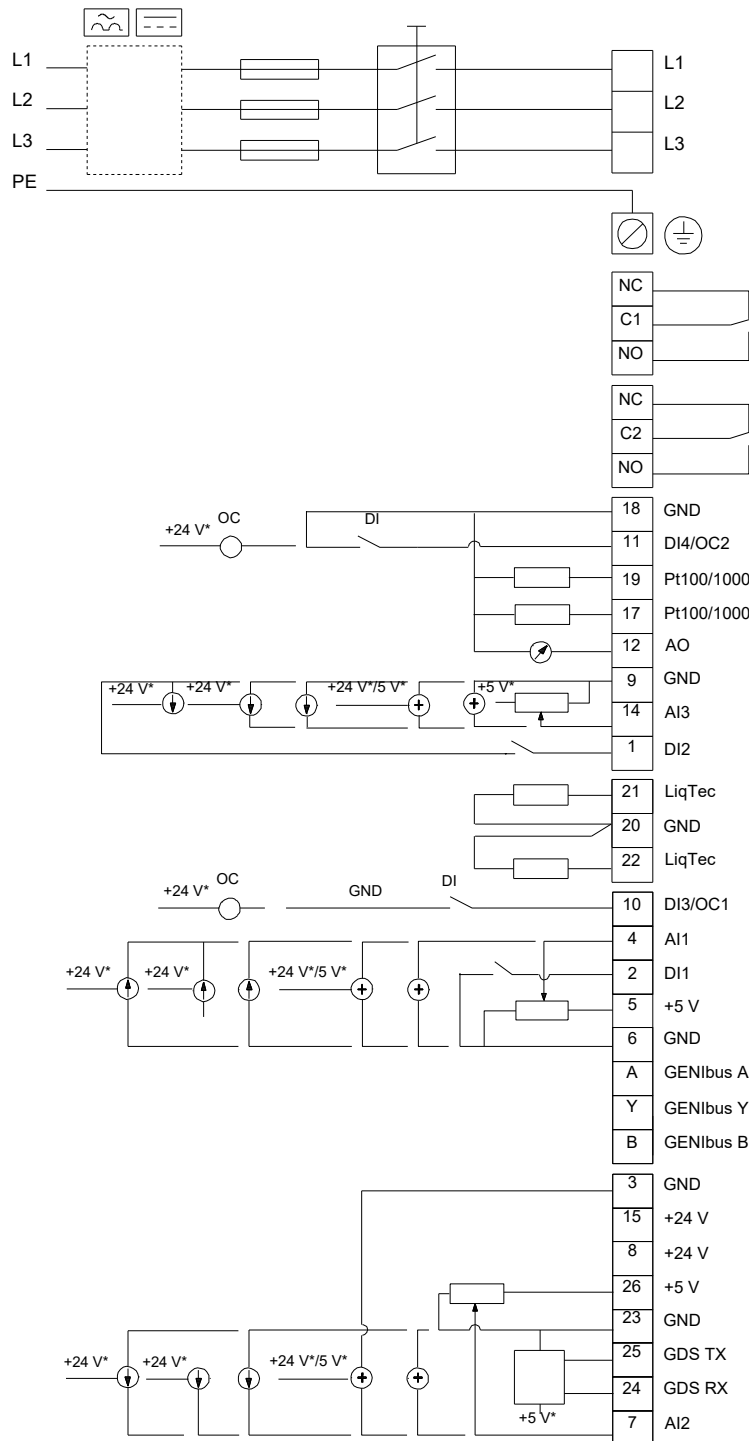 L1 L1
L2 L2
L3 L3
PE
NC
C1
NO
NC
C2
NO
18 GND
+24 V* OC DI 11 DI4/OC2
19 Pt100/1000
17 Pt100/1000
12 AO
9 GND
+24 V* +24 V* +24 V*/5 V* +5 V*
14 AI3
1 DI2
21 LiqTec
20 GND
22 LiqTec
+24 V* OC GND DI 10 DI3/OC1
4 AI1
+24 V* +24 V* +24 V*/5 V* 2 DI1
5 +5 V
6 GND
A GENIbus A
Y GENIbus Y
B GENIbus B
3 GND
15 +24 V
8 +24 V
26 +5 V
23 GND
+24 V* +24 V* +24 V*/5 V* 25 GDS TX
24 GDS RX
+5 V* 7 AI2